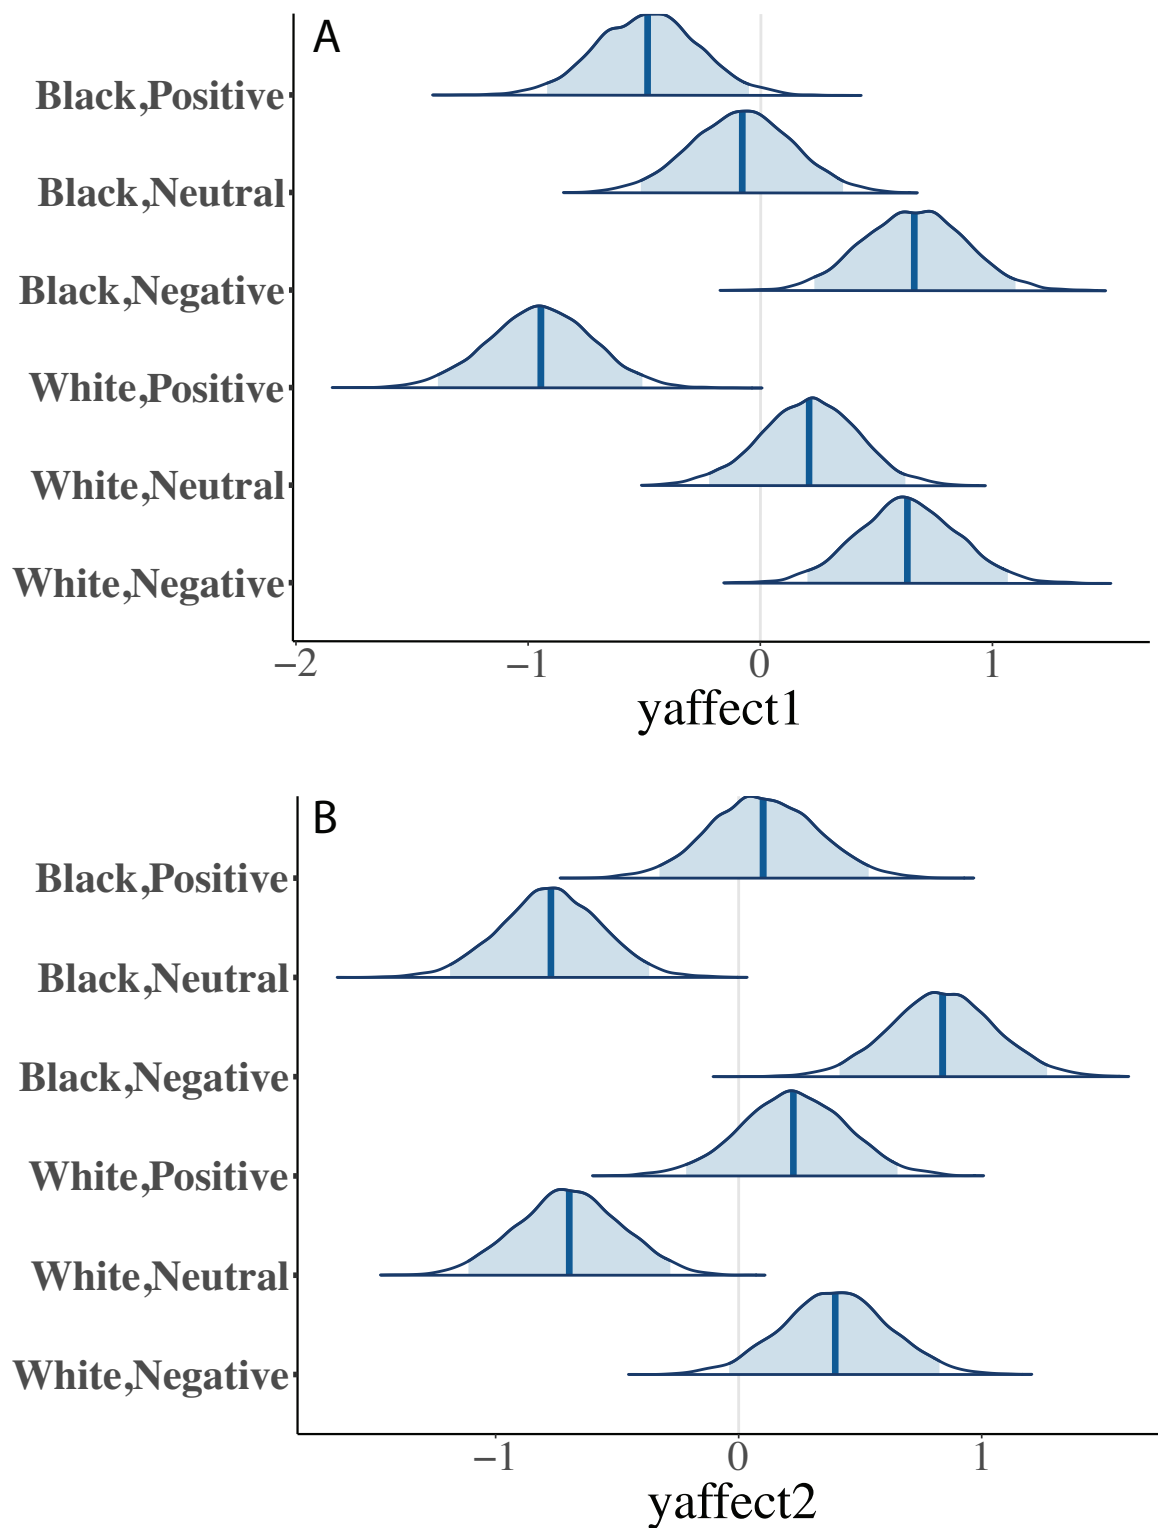 A
Black,Positive
Black,Neutral
Black,Negative
White,Positive
White,Neutral
White,Negative
−2 −1 0 1
yaffect1
B
Black,Positive
Black,Neutral
Black,Negative
White,Positive
White,Neutral
White,Negative
−1 0 1
yaffect2